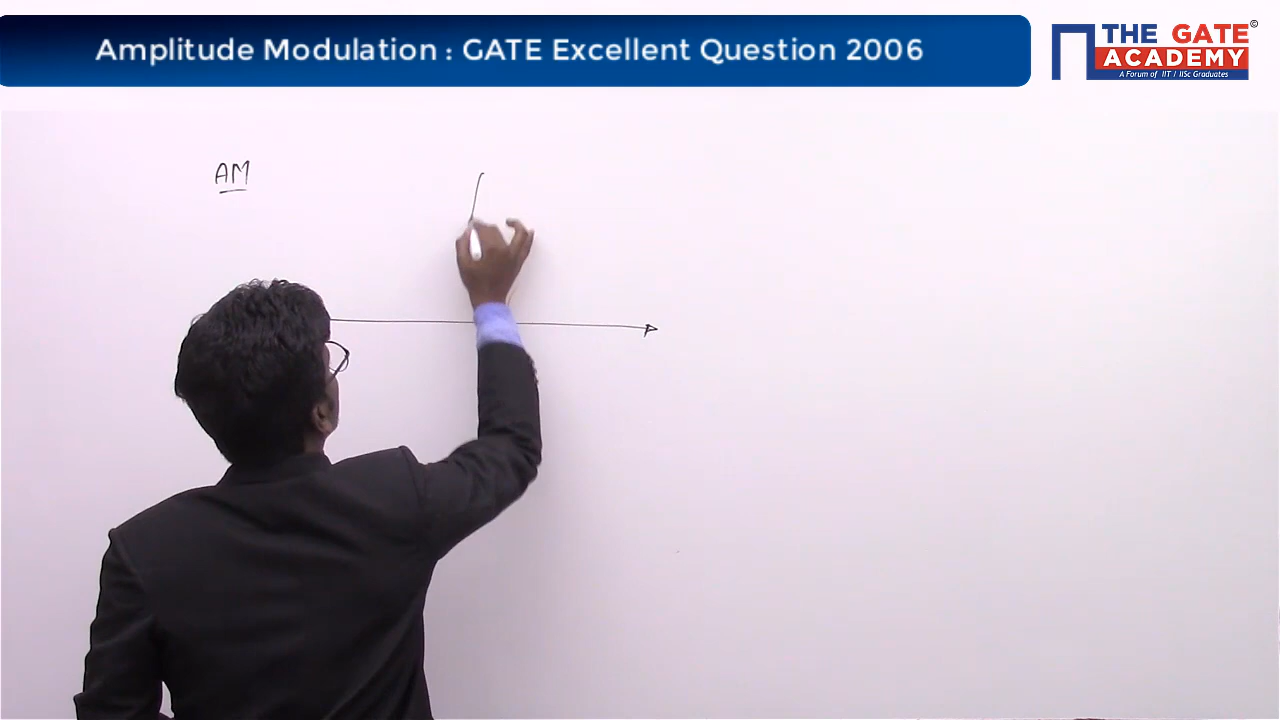 Amplitude Modulation : GATE Excellent Question 2006
THE GATE ©
ACADEMY
A Forum of IIT / IISc Graduates
AM